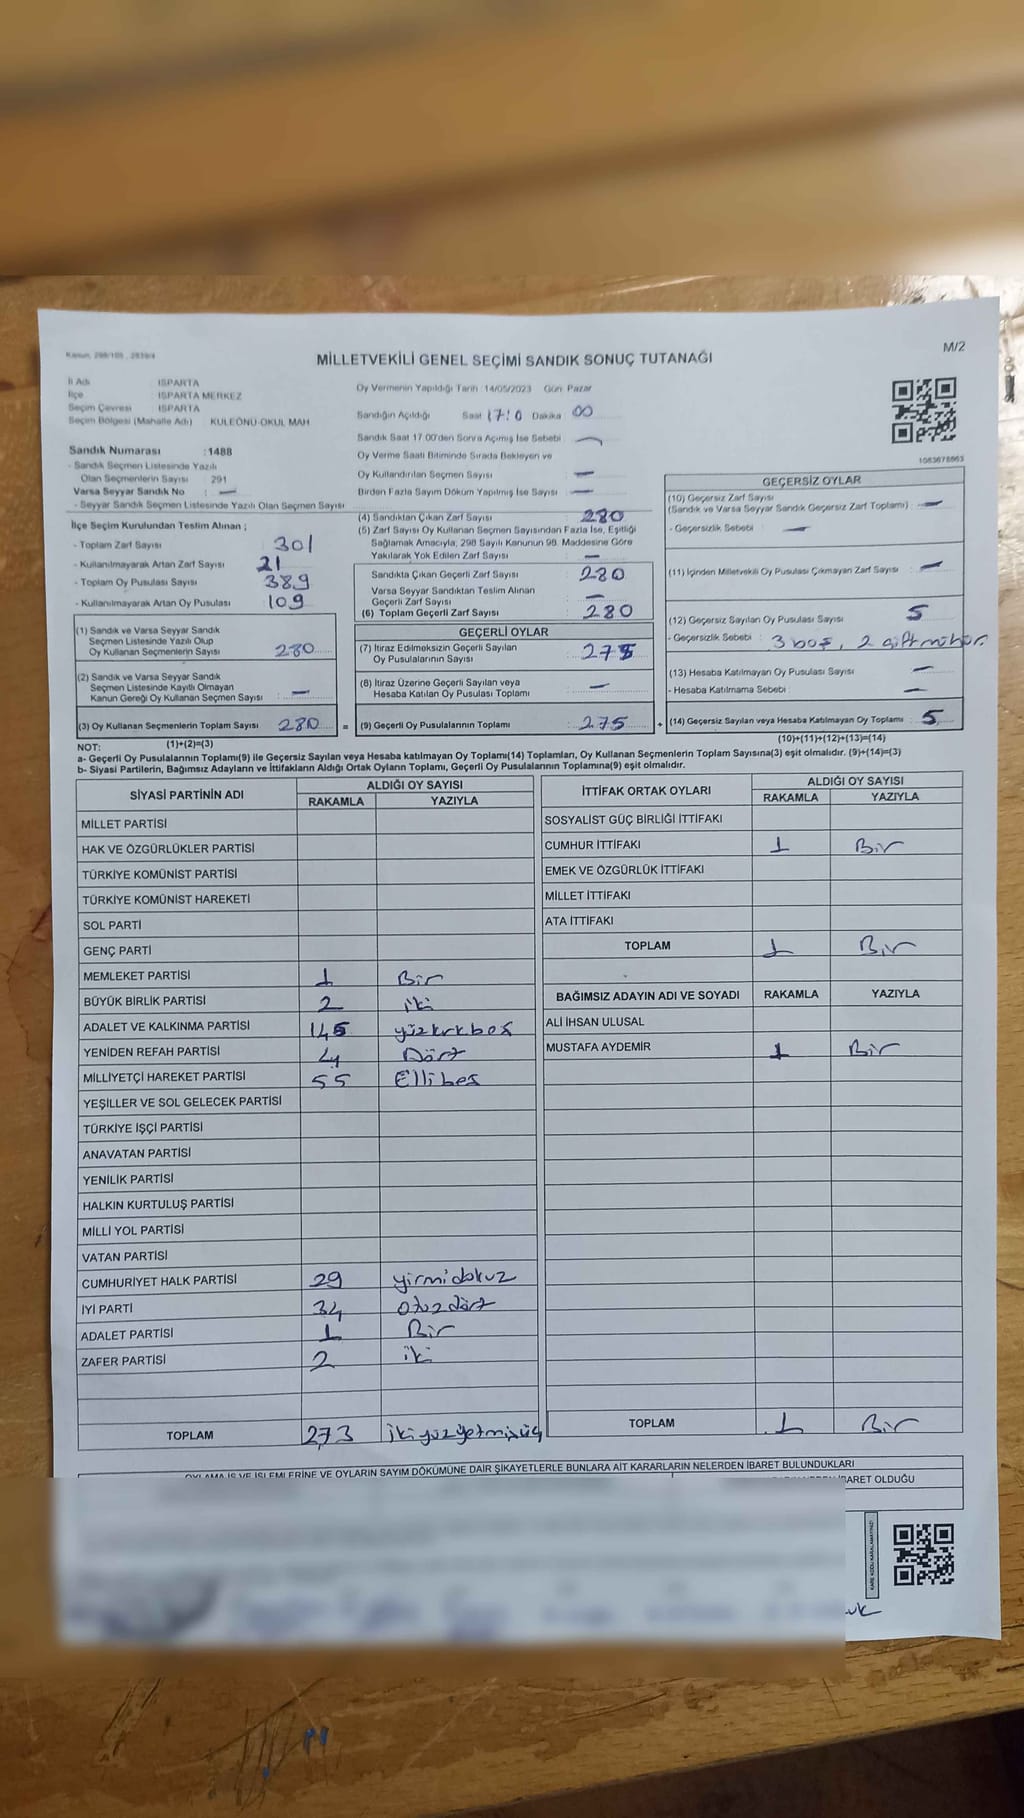 Kanun, 298/105 , 2839/4
M/2
MİLLETVEKİLİ GENEL SEÇİMİ SANDIK SONUÇ TUTANAĞI
İl Adı : ISPARTA
İlçe : ISPARTA MERKEZ
Seçim Çevresi : ISPARTA
Seçim Bölgesi (Mahalle Adı) : KULEÖNÜ-OKUL MAH
Sandık Numarası : 1488
- Sandık Seçmen Listesinde Yazılı
Olan Seçmenlerin Sayısı : 291
Varsa Seyyar Sandık No : —
- Seyyar Sandık Seçmen Listesinde Yazılı Olan Seçmen Sayısı :
İlçe Seçim Kurulundan Teslim Alınan ;
- Toplam Zarf Sayısı : 301
- Kullanılmayarak Artan Zarf Sayısı : 21
- Toplam Oy Pusulası Sayısı : 389
- Kullanılmayarak Artan Oy Pusulası : 109
(1) Sandık ve Varsa Seyyar Sandık
Seçmen Listesinde Yazılı Olup
Oy Kullanan Seçmenlerin Sayısı : 280
(2) Sandık ve Varsa Seyyar Sandık
Seçmen Listesinde Kayıtlı Olmayan
Kanun Gereği Oy Kullanan Seçmen Sayısı : —
(3) Oy Kullanan Seçmenlerin Toplam Sayısı : 280 =
(1)+(2)=(3)
Oy Vermenin Yapıldığı Tarih : 14/05/2023 Gün : Pazar
Sandığın Açıldığı Saat Dakika 00
Sandık Saat 17:00'den Sonra Açılmış İse Sebebi : —
Oy Verme Saati Bitiminde Sırada Bekleyen ve
Oy Kullandırılan Seçmen Sayısı : —
Birden Fazla Sayım Döküm Yapılmış İse Sayısı : —
(4) Sandıktan Çıkan Zarf Sayısı : 280
(5) Zarf Sayısı Oy Kullanan Seçmen Sayısından Fazla İse, Eşitliği
Sağlamak Amacıyla; 298 Sayılı Kanunun 98. Maddesine Göre
Yakılarak Yok Edilen Zarf Sayısı : —
Sandıkta Çıkan Geçerli Zarf Sayısı : 280
Varsa Seyyar Sandıktan Teslim Alınan
Geçerli Zarf Sayısı : —
(6) Toplam Geçerli Zarf Sayısı : 280
GEÇERLİ OYLAR
(7) İtiraz Edilmeksizin Geçerli Sayılan
Oy Pusulalarının Sayısı : 275
(8) İtiraz Üzerine Geçerli Sayılan veya
Hesaba Katılan Oy Pusulası Toplamı : —
(9) Geçerli Oy Pusulalarının Toplamı : 275 +
1083678863
GEÇERSİZ OYLAR
(10) Geçersiz Zarf Sayısı
(Sandık ve Varsa Seyyar Sandık Geçersiz Zarf Toplamı) : —
- Geçersizlik Sebebi : —
(11) İçinden Milletvekili Oy Pusulası Çıkmayan Zarf Sayısı : —
(12) Geçersiz Sayılan Oy Pusulası Sayısı : 5
- Geçersizlik Sebebi : 3 boş, 2 çift mühür.
(13) Hesaba Katılmayan Oy Pusulası Sayısı : —
- Hesaba Katılmama Sebebi : —
(14) Geçersiz Sayılan veya Hesaba Katılmayan Oy Toplamı : 5
(10)+(11)+(12)+(13)=(14)
NOT:
a- Geçerli Oy Pusulalarının Toplamı(9) ile Geçersiz Sayılan veya Hesaba katılmayan Oy Toplamı(14) Toplamları, Oy Kullanan Seçmenlerin Toplam Sayısına(3) eşit olmalıdır. (9)+(14)=(3)
b- Siyasi Partilerin, Bağımsız Adayların ve İttifakların Aldığı Ortak Oyların Toplamı, Geçerli Oy Pusulalarının Toplamına(9) eşit olmalıdır.
SİYASİ PARTİNİN ADI ALDIĞI OY SAYISI
RAKAMLA YAZIYLA
MİLLET PARTİSİ
HAK VE ÖZGÜRLÜKLER PARTİSİ
TÜRKİYE KOMÜNİST PARTİSİ
TÜRKİYE KOMÜNİST HAREKETİ
SOL PARTİ
GENÇ PARTİ
MEMLEKET PARTİSİ 1 Bir
BÜYÜK BİRLİK PARTİSİ 2 iki
ADALET VE KALKINMA PARTİSİ 145 yüzkırkbeş
YENİDEN REFAH PARTİSİ 4 Dört
MİLLİYETÇİ HAREKET PARTİSİ 55 Ellibeş
YEŞİLLER VE SOL GELECEK PARTİSİ
TÜRKİYE İŞÇİ PARTİSİ
ANAVATAN PARTİSİ
YENİLİK PARTİSİ
HALKIN KURTULUŞ PARTİSİ
MİLLİ YOL PARTİSİ
VATAN PARTİSİ
CUMHURİYET HALK PARTİSİ 29 yirmidokuz
İYİ PARTİ 34 otuzdört
ADALET PARTİSİ 1 Bir
ZAFER PARTİSİ 2 iki
TOPLAM 273 ikiyüzyetmişüç
İTTİFAK ORTAK OYLARI ALDIĞI OY SAYISI
RAKAMLA YAZIYLA
SOSYALİST GÜÇ BİRLİĞİ İTTİFAKI
CUMHUR İTTİFAKI 1 Bir
EMEK VE ÖZGÜRLÜK İTTİFAKI
MİLLET İTTİFAKI
ATA İTTİFAKI
TOPLAM 1 Bir
BAĞIMSIZ ADAYIN ADI VE SOYADI RAKAMLA YAZIYLA
ALİ İHSAN ULUSAL
MUSTAFA AYDEMİR 1 Bir
TOPLAM 1 Bir
OYLAMA İŞ VE İŞLEMLERİNE VE OYLARIN SAYIM DÖKÜMÜNE DAİR ŞİKAYETLERLE BUNLARA AİT KARARLARIN NELERDEN İBARET BULUNDUKLARI
İBARET OLDUĞU
KARE KODU KARALAMAYINIZ!